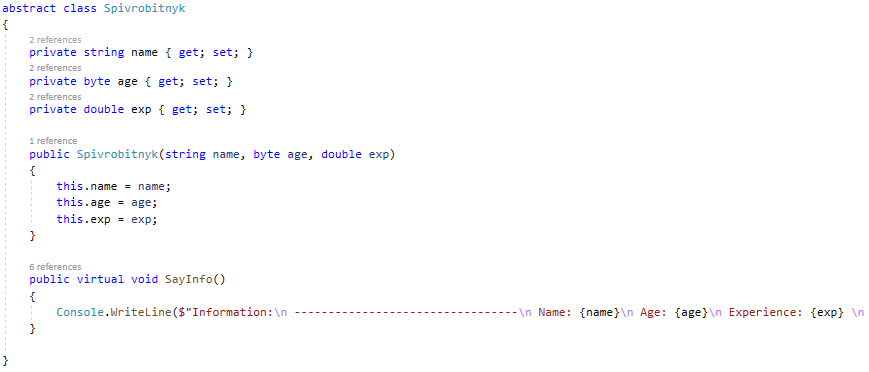 abstract class Spivrobitnyk
{
2 references
private string name { get; set; }
2 references
private byte age { get; set; }
2 references
private double exp { get; set; }
1 reference
public Spivrobitnyk(string name, byte age, double exp)
{
this.name = name;
this.age = age;
this.exp = exp;
}
6 references
public virtual void SayInfo()
{
Console.WriteLine($"Information:\n ---------------------------------\n Name: {name}\n Age: {age}\n Experience: {exp} \n
}
}